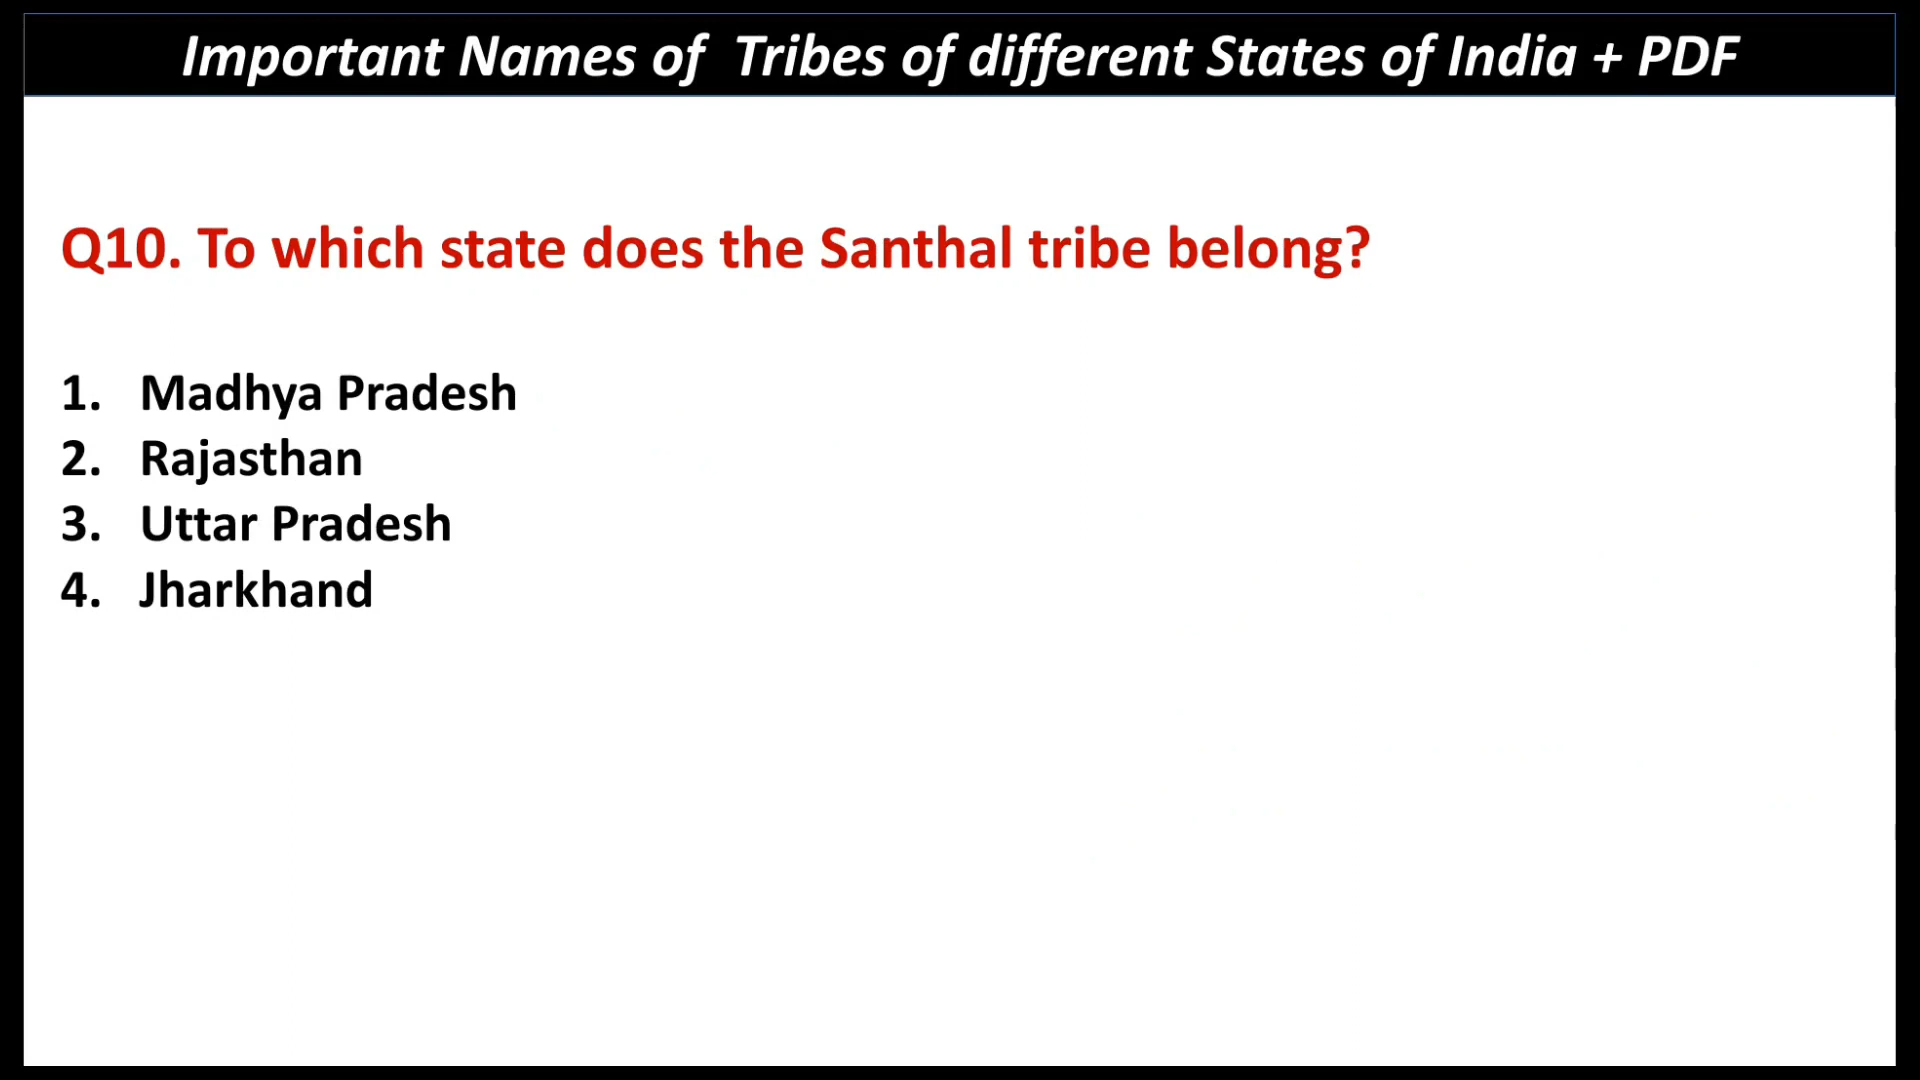 Important Names of Tribes of different States of India + PDF
Q10. To which state does the Santhal tribe belong?
1. Madhya Pradesh
2. Rajasthan
3. Uttar Pradesh
4. Jharkhand